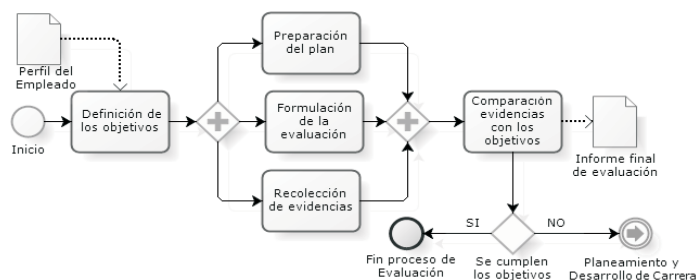 Perfil del
Empleado
Inicio
Definición de
los objetivos
Preparación
del plan
Formulación
de la
evaluación
Recolección
de evidencias
Comparación
evidencias
con los
objetivos
Informe final
de evaluación
SI
NO
Fin proceso de
Evaluación
Se cumplen
los objetivos
Planeamiento y
Desarrollo de Carrera